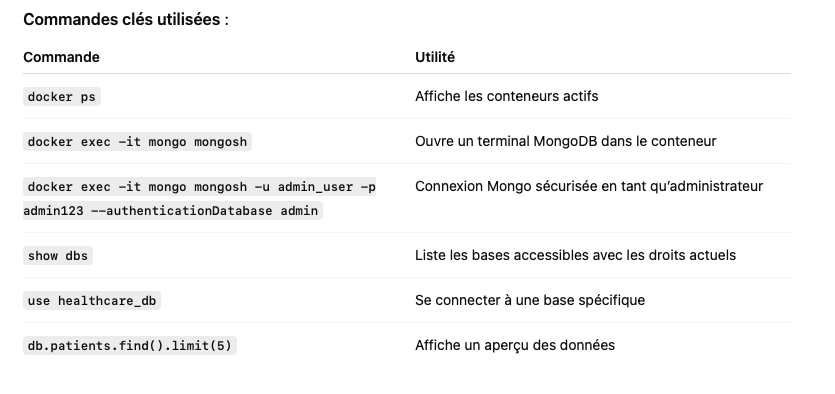 Commandes clés utilisées :
Commande Utilité
docker ps Affiche les conteneurs actifs
docker exec -it mongo mongosh Ouvre un terminal MongoDB dans le conteneur
docker exec -it mongo mongosh -u admin_user -p Connexion Mongo sécurisée en tant qu’administrateur
admin123 --authenticationDatabase admin
show dbs Liste les bases accessibles avec les droits actuels
use healthcare_db Se connecter à une base spécifique
db.patients.find().limit(5) Affiche un aperçu des données